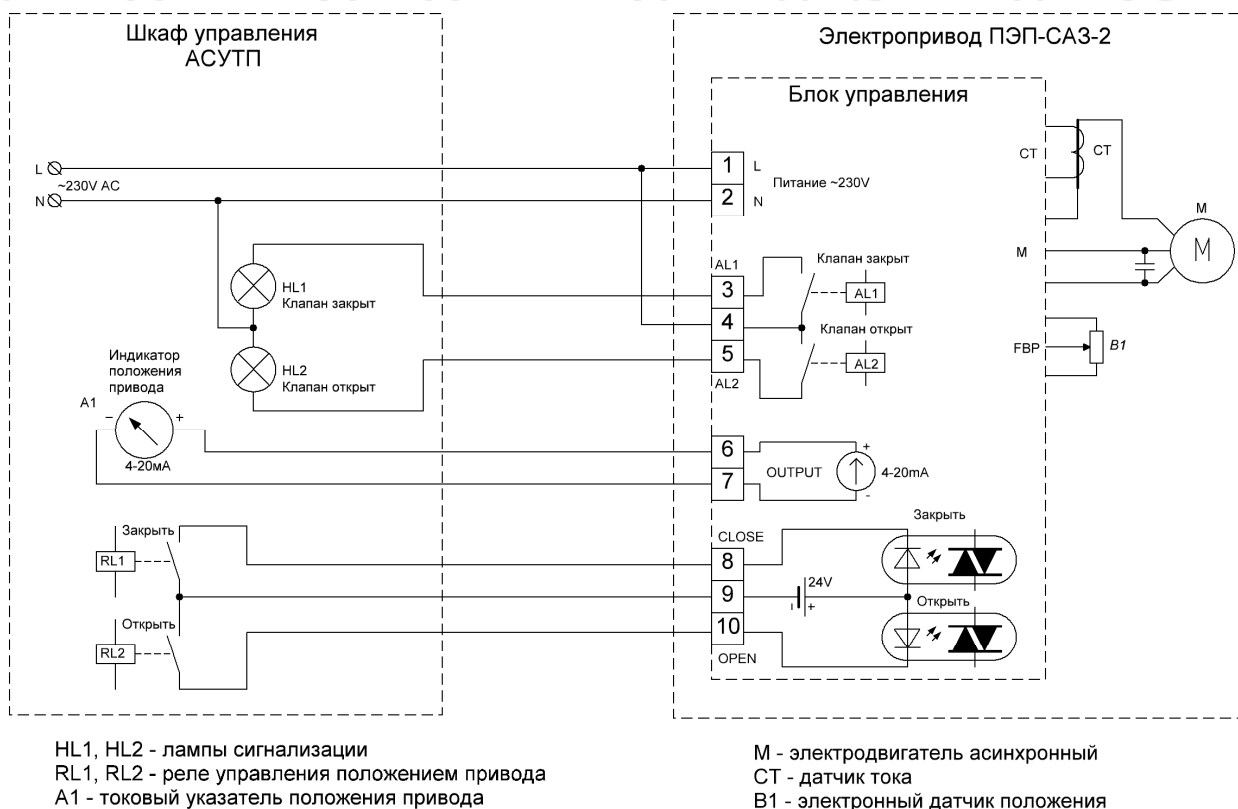 Шкаф управления
АСУТП
Электропривод ПЭП-САЗ-2
Блок управления
L
~230V AC
N
1
L
Питание ~230V
2
N
CT
CT
M
M
M
AL1
3
Клапан закрыт
AL1
4
Клапан открыт
5
AL2
AL2
HL1
Клапан закрыт
HL2
Клапан открыт
FBP
B1
Индикатор
положения
привода
A1
−
+
4-20мА
6
7
OUTPUT
+
-
4-20mA
Закрыть
RL1
Открыть
RL2
CLOSE
8
9
10
OPEN
24V
+
Закрыть
Открыть
HL1, HL2 - лампы сигнализации
RL1, RL2 - реле управления положением привода
A1 - токовый указатель положения привода
M - электродвигатель асинхронный
CT - датчик тока
B1 - электронный датчик положения